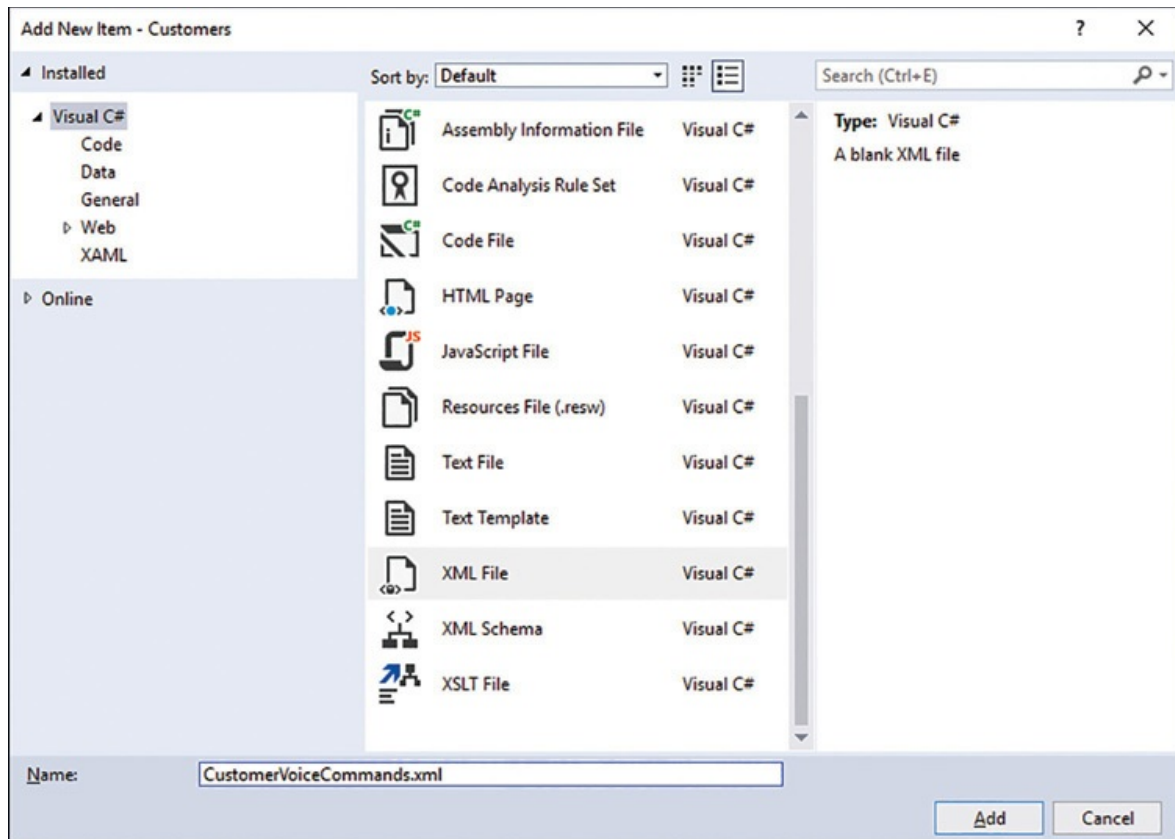 Add New Item - Customers
?
Installed
Sort by: Default
Search (Ctrl+E)
Visual C#
Code
Data
General
Web
XAML
Online
C#
Assembly Information File Visual C#
Code Analysis Rule Set Visual C#
C#
Code File Visual C#
HTML Page Visual C#
JS
JavaScript File Visual C#
Resources File (.resw) Visual C#
Text File Visual C#
Text Template Visual C#
XML File Visual C#
XML Schema Visual C#
XSLT File Visual C#
Type: Visual C#
A blank XML file
Name: CustomerVoiceCommands.xml
Add Cancel